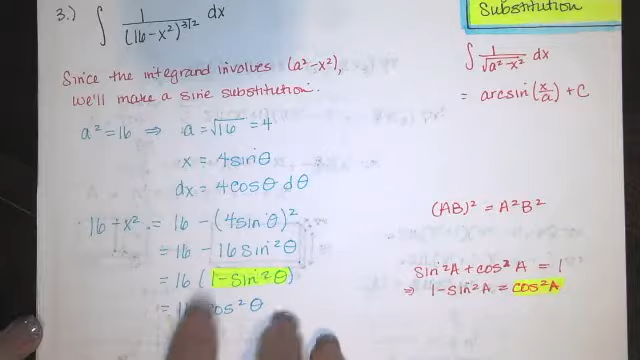 3.) ∫ 1/(16-x²)^(3/2) dx
Substitution
Since the integrand involves (a²-x²),
we'll make a sine substitution.
∫ 1/√(a²-x²) dx
= arcsin(x/a) + C
a² = 16 ⇒ a = √16 = 4
x = 4sinθ
dx = 4cosθ dθ
16-x² = 16 - (4sinθ)²
= 16 - 16sin²θ
= 16(1-sin²θ)
= 16cos²θ
(AB)² = A²B²
sin²A + cos²A = 1
⇒ 1-sin²A = cos²A